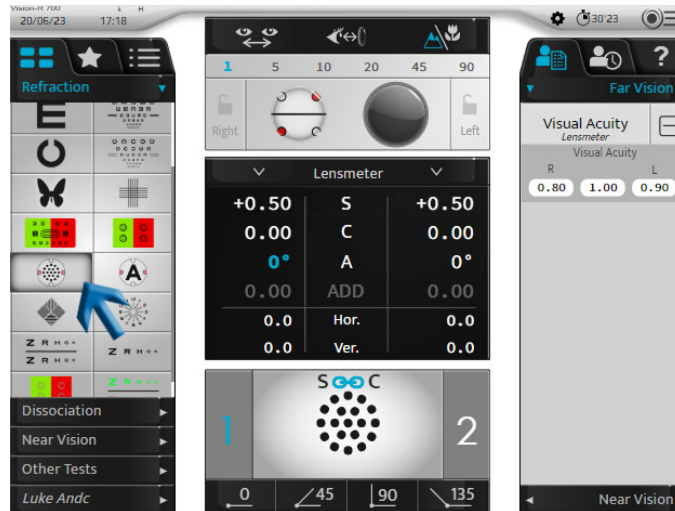 Vision-R 700
20/06/23 17:18
30'23
Refraction
E
A
Z R H O N
Z R H O N
Z R H O N
Dissociation
Near Vision
Other Tests
Luke Andc
1 5 10 20 45 90
Right
Left
Lensmeter
+0.50 S +0.50
0.00 C 0.00
0° A 0°
0.00 ADD 0.00
0.0 Hor. 0.0
0.0 Ver. 0.0
S C
1 2
0 45 90 135
?
Far Vision
Visual Acuity
Lensmeter
Visual Acuity
R L
0.80 1.00 0.90
Near Vision